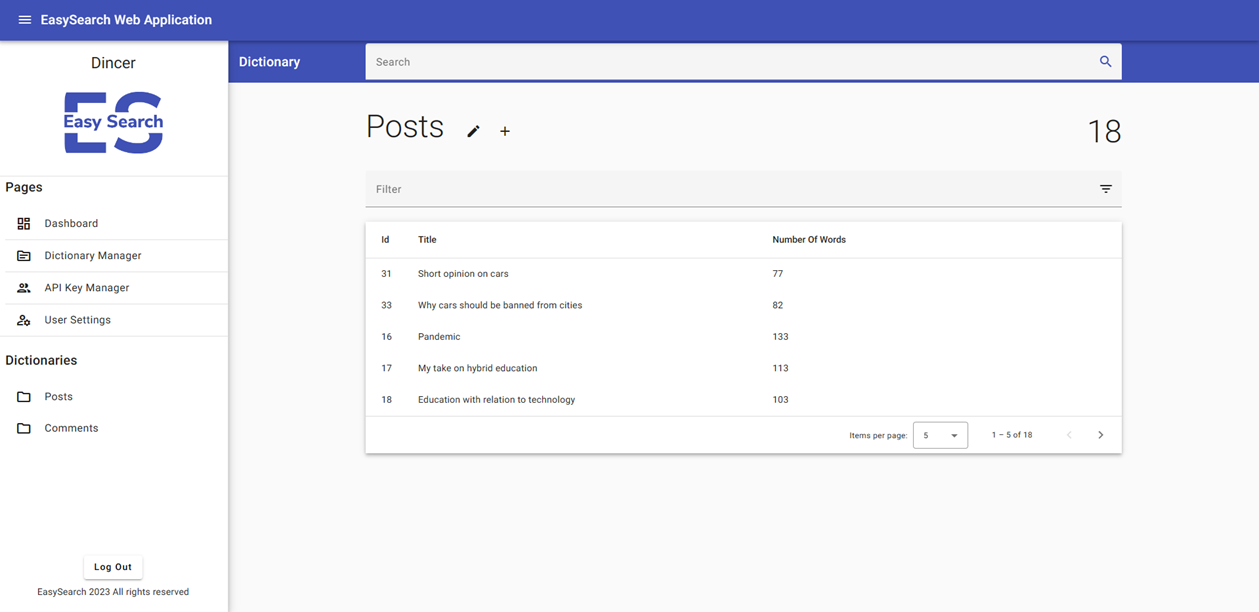 EasySearch Web Application
Dincer
ES
Easy Search
Pages
Dashboard
Dictionary Manager
API Key Manager
User Settings
Dictionaries
Posts
Comments
Log Out
EasySearch 2023 All rights reserved
Dictionary
Search
Posts
18
Filter
Id Title Number Of Words
31 Short opinion on cars 77
33 Why cars should be banned from cities 82
16 Pandemic 133
17 My take on hybrid education 113
18 Education with relation to technology 103
Items per page: 5 1 – 5 of 18